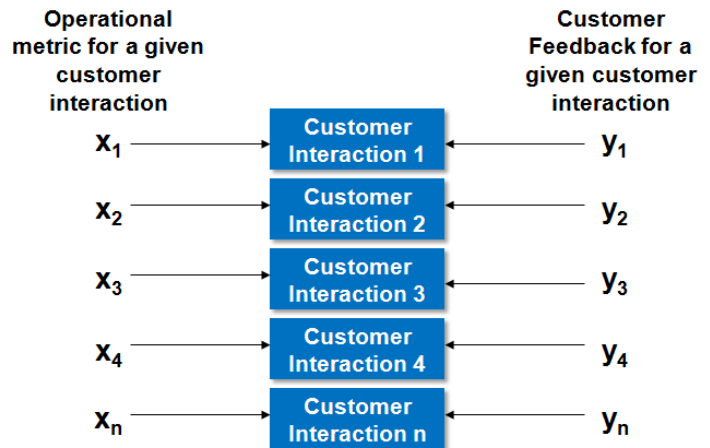 Operational
metric for a given
customer
interaction
Customer
Feedback for a
given customer
interaction
x₁
Customer
Interaction 1
y₁
x₂
Customer
Interaction 2
y₂
x₃
Customer
Interaction 3
y₃
x₄
Customer
Interaction 4
y₄
xₙ
Customer
Interaction n
yₙ